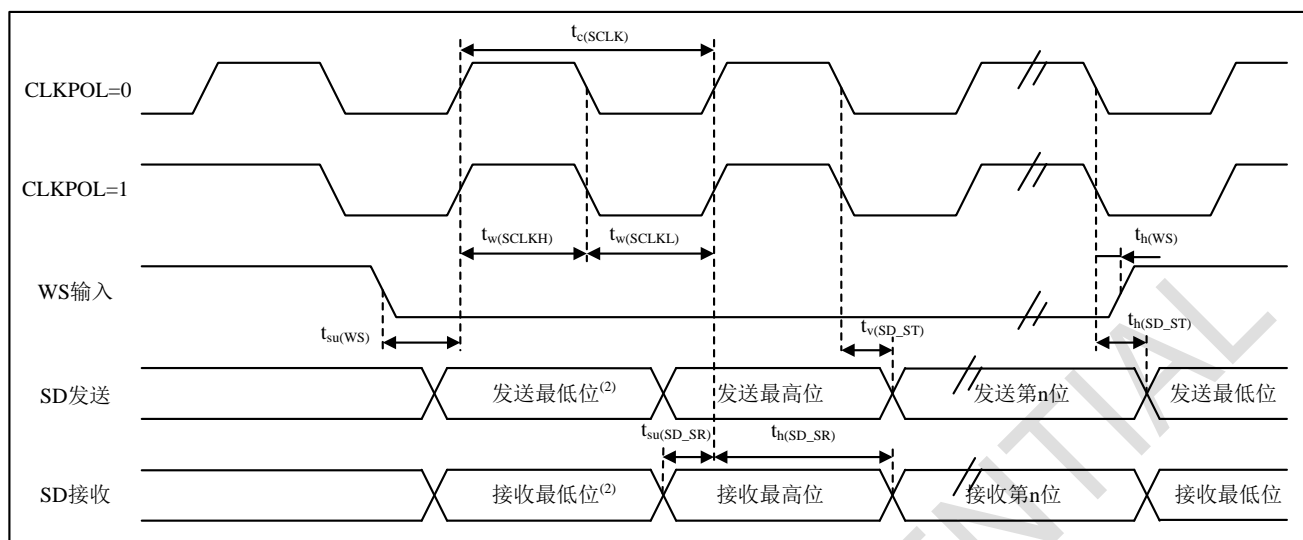 t_c(SCLK)
CLKPOL=0
CLKPOL=1
t_w(SCLKH) t_w(SCLKL)
t_h(WS)
WS输入
t_su(WS)
t_v(SD_ST)
t_h(SD_ST)
SD发送 发送最低位(2) 发送最高位 发送第n位 发送最低位
t_su(SD_SR) t_h(SD_SR)
SD接收 接收最低位(2) 接收最高位 接收第n位 接收最低位
NTIAL